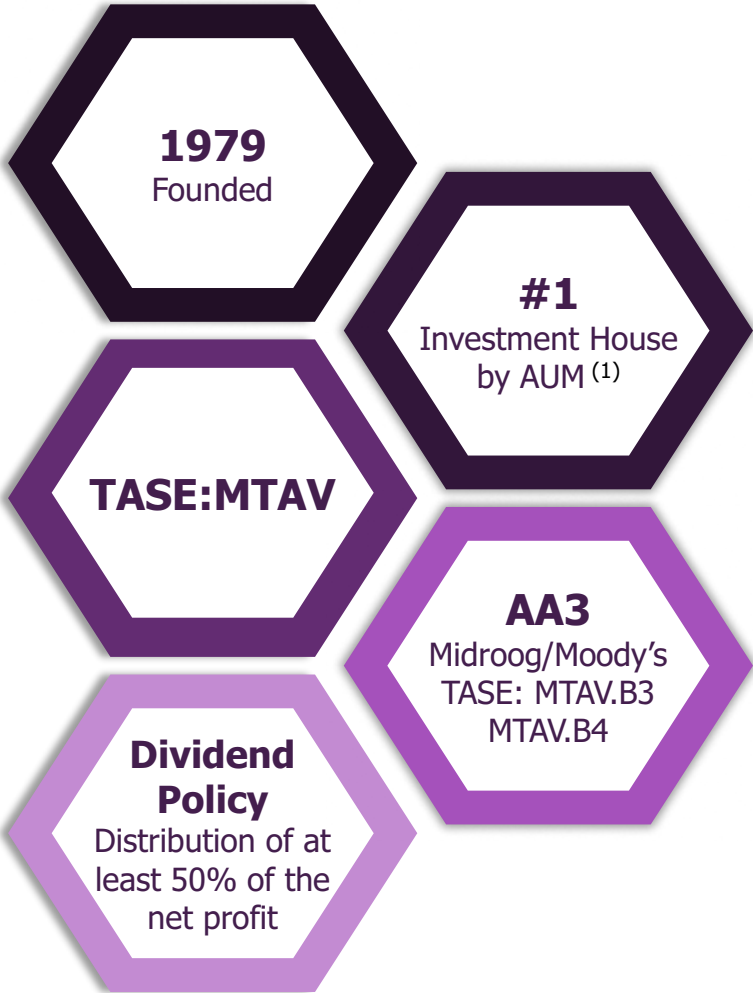 1979
Founded
#1
Investment House
by AUM (1)
TASE:MTAV
AA3
Midroog/Moody’s
TASE: MTAV.B3
MTAV.B4
Dividend
Policy
Distribution of at
least 50% of the
net profit